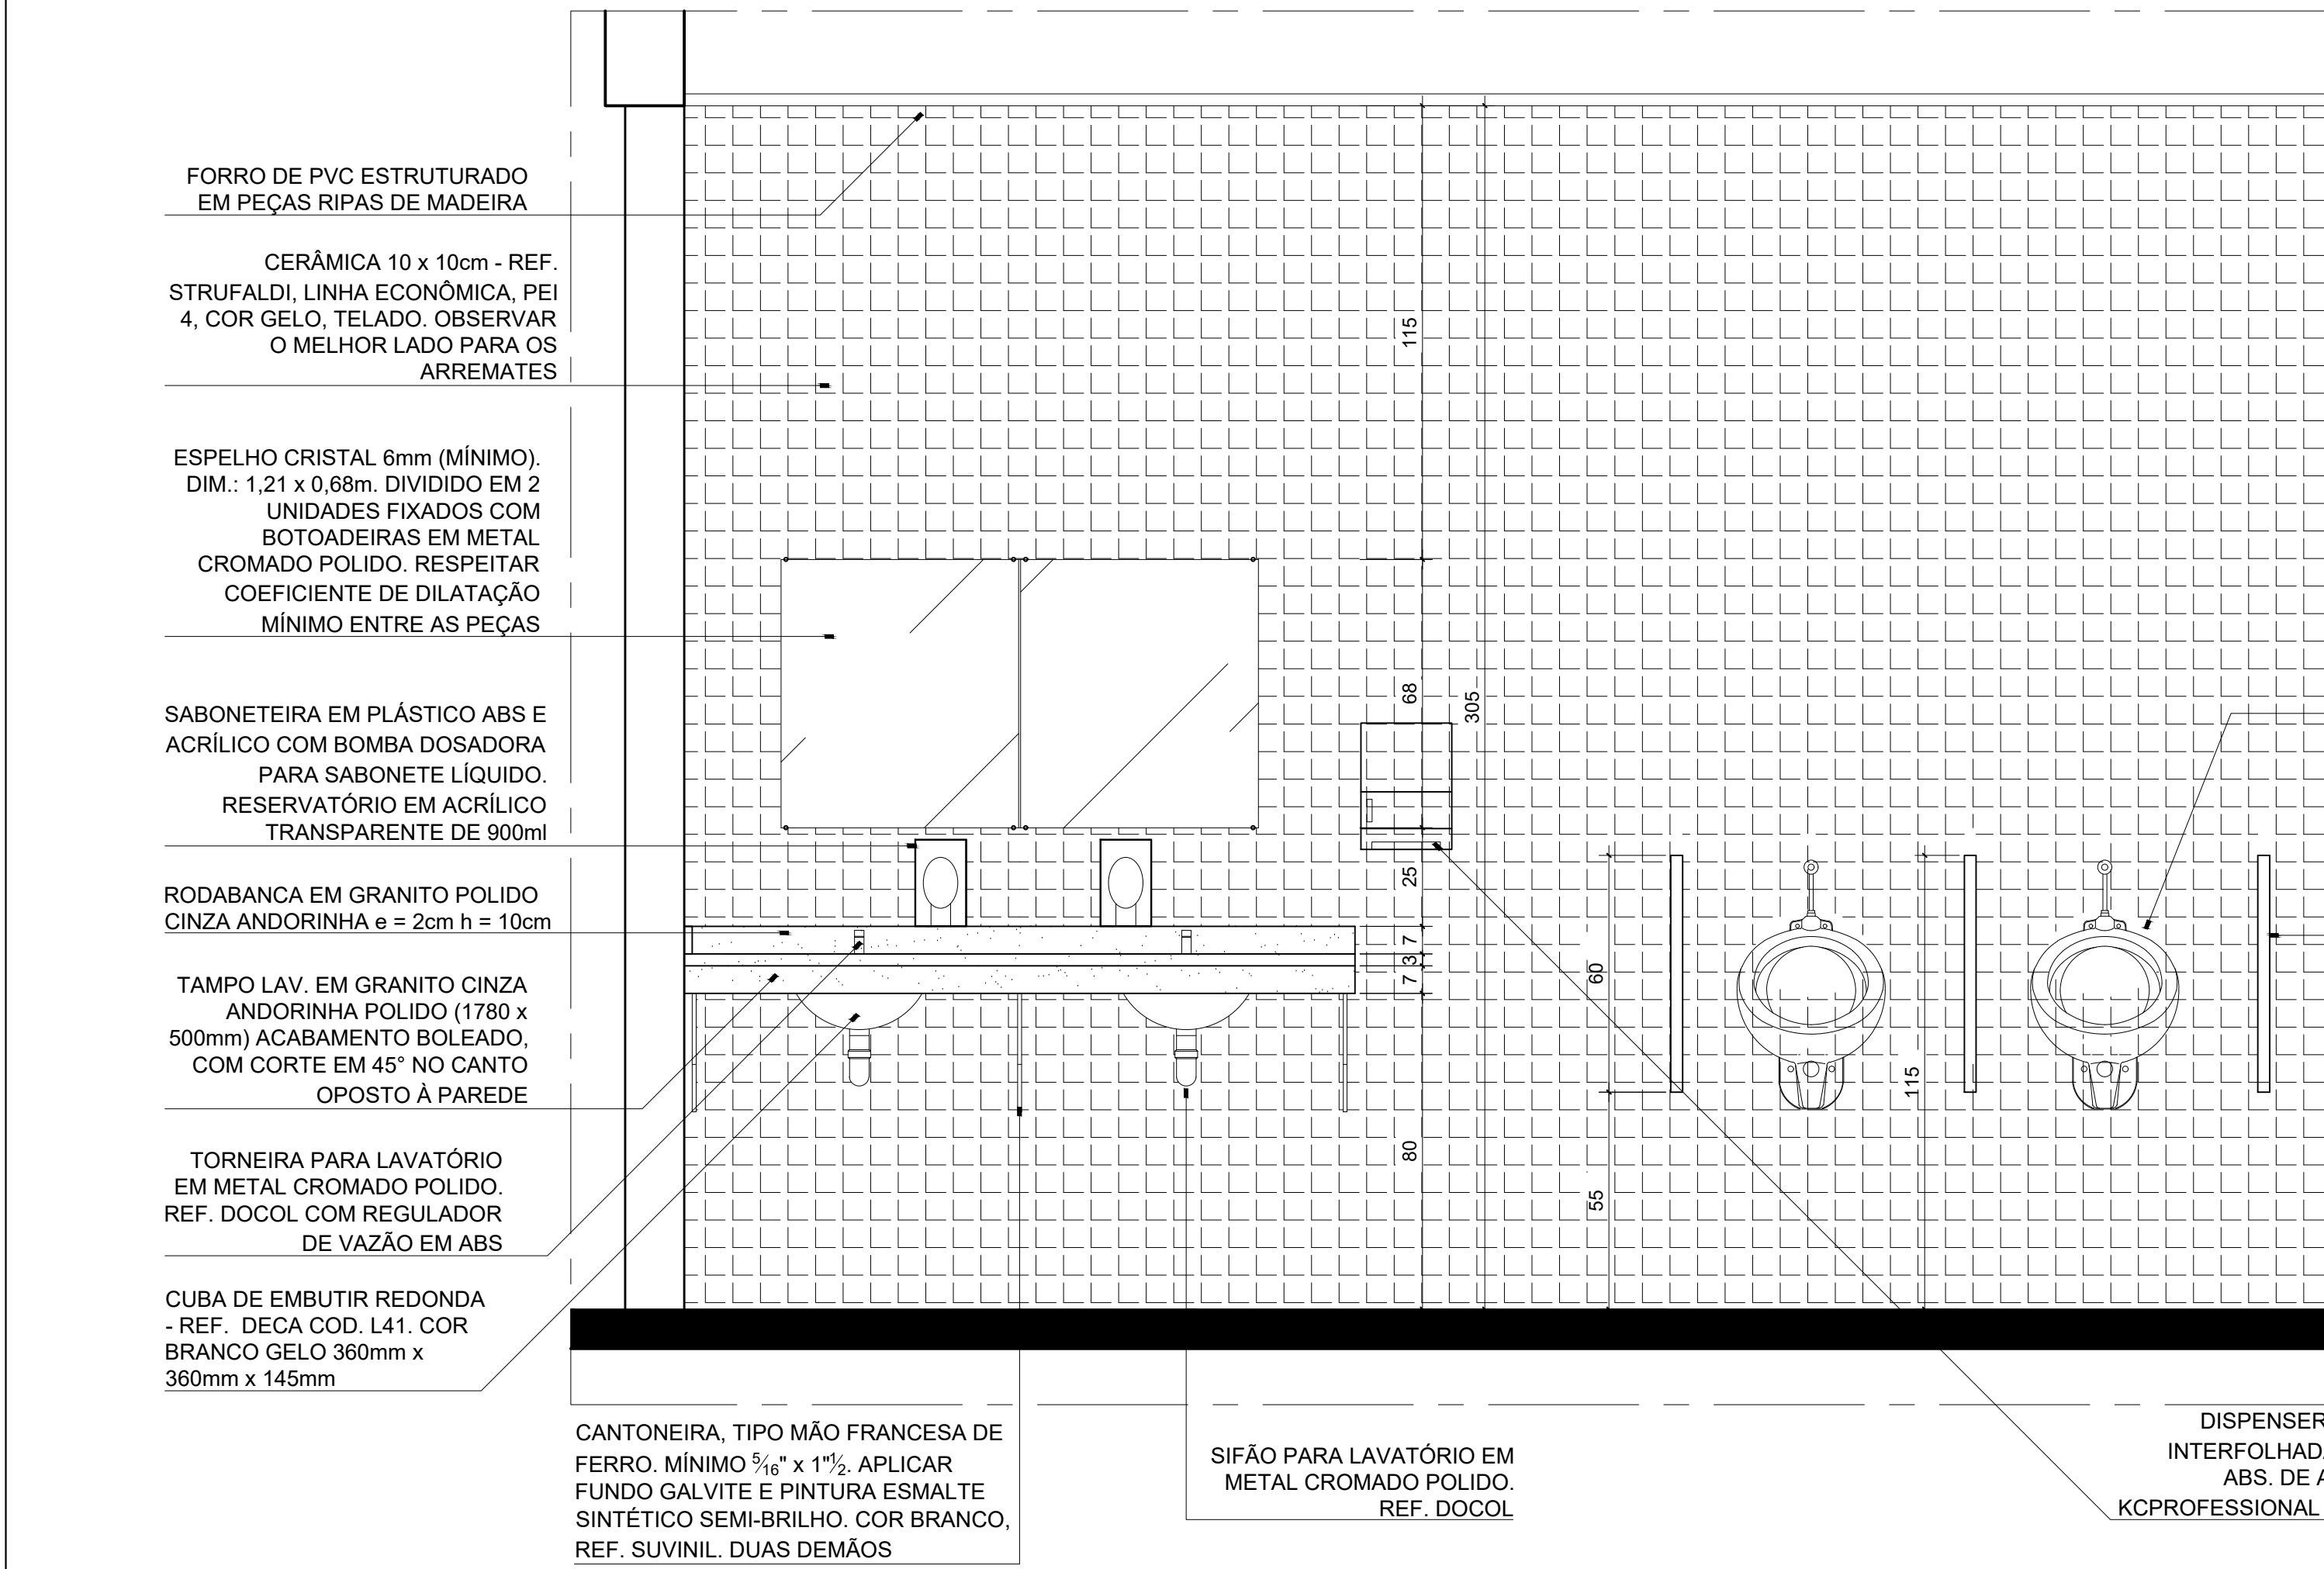 FORRO DE PVC ESTRUTURADO
EM PEÇAS RIPAS DE MADEIRA
CERÂMICA 10 x 10cm - REF.
STRUFALDI, LINHA ECONÔMICA, PEI
4, COR GELO, TELADO. OBSERVAR
O MELHOR LADO PARA OS
ARREMATES
ESPELHO CRISTAL 6mm (MÍNIMO).
DIM.: 1,21 x 0,68m. DIVIDIDO EM 2
UNIDADES FIXADOS COM
BOTOADEIRAS EM METAL
CROMADO POLIDO. RESPEITAR
COEFICIENTE DE DILATAÇÃO
MÍNIMO ENTRE AS PEÇAS
SABONETEIRA EM PLÁSTICO ABS E
ACRÍLICO COM BOMBA DOSADORA
PARA SABONETE LÍQUIDO.
RESERVATÓRIO EM ACRÍLICO
TRANSPARENTE DE 900ml
RODABANCA EM GRANITO POLIDO
CINZA ANDORINHA e = 2cm h = 10cm
TAMPO LAV. EM GRANITO CINZA
ANDORINHA POLIDO (1780 x
500mm) ACABAMENTO BOLEADO,
COM CORTE EM 45° NO CANTO
OPOSTO À PAREDE
TORNEIRA PARA LAVATÓRIO
EM METAL CROMADO POLIDO.
REF. DOCOL COM REGULADOR
DE VAZÃO EM ABS
CUBA DE EMBUTIR REDONDA
- REF. DECA COD. L41. COR
BRANCO GELO 360mm x
360mm x 145mm
115
68
305
25
7
3
7
80
60
55
115
CANTONEIRA, TIPO MÃO FRANCESA DE
FERRO. MÍNIMO 5/16" x 1"1/2. APLICAR
FUNDO GALVITE E PINTURA ESMALTE
SINTÉTICO SEMI-BRILHO. COR BRANCO,
REF. SUVINIL. DUAS DEMÃOS
SIFÃO PARA LAVATÓRIO EM
METAL CROMADO POLIDO.
REF. DOCOL
DISPENSER
INTERFOLHAD
ABS. DE
KCPROFESSIONAL